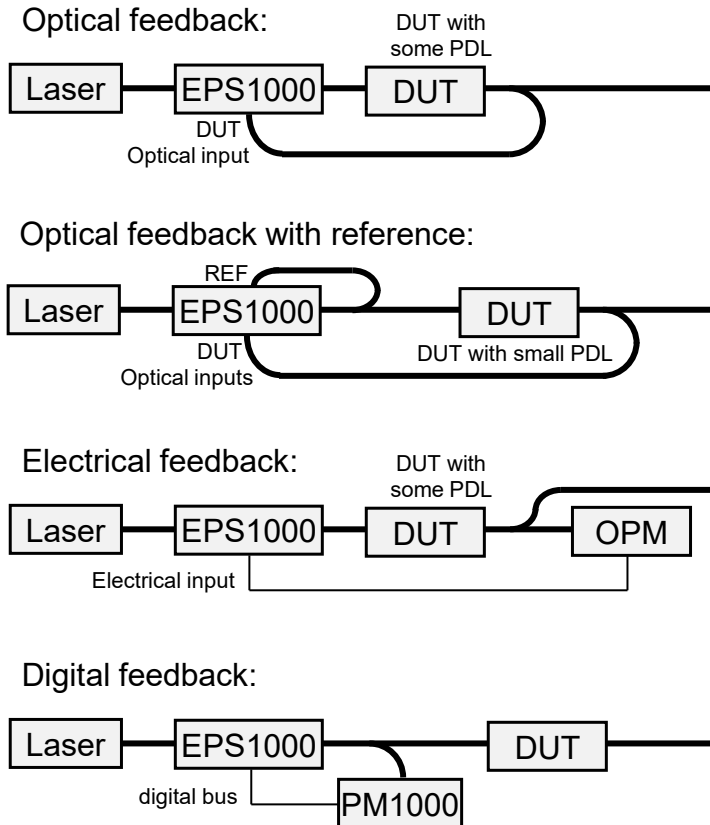 Optical feedback:
DUT with
some PDL
Laser
EPS1000
DUT
DUT
Optical input
Optical feedback with reference:
REF
Laser
EPS1000
DUT
DUT
Optical inputs
DUT with small PDL
Electrical feedback:
DUT with
some PDL
Laser
EPS1000
DUT
OPM
Electrical input
Digital feedback:
Laser
EPS1000
DUT
digital bus
PM1000